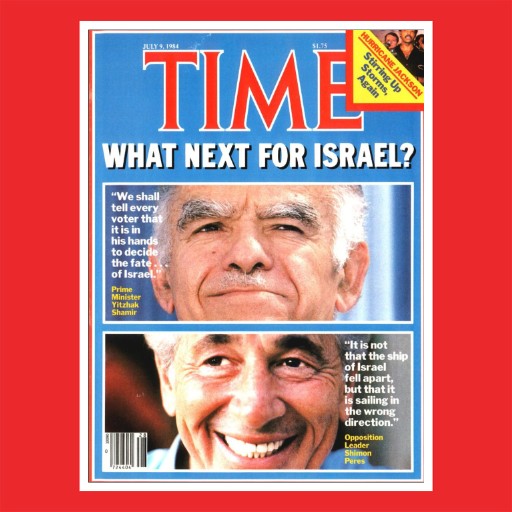 JULY 9, 1984 $1.75
TIME
HURRICANE JACKSON
Stirring Up
Storms,
Again
WHAT NEXT FOR ISRAEL?
“We shall
tell every
voter that
it is in
his hands
to decide
the fate . . .
of Israel.”
Prime
Minister
Yitzhak
Shamir
“It is not
that the ship
of Israel
fell apart,
but that it
is sailing in
the wrong
direction.”
Opposition
Leader
Shimon
Peres